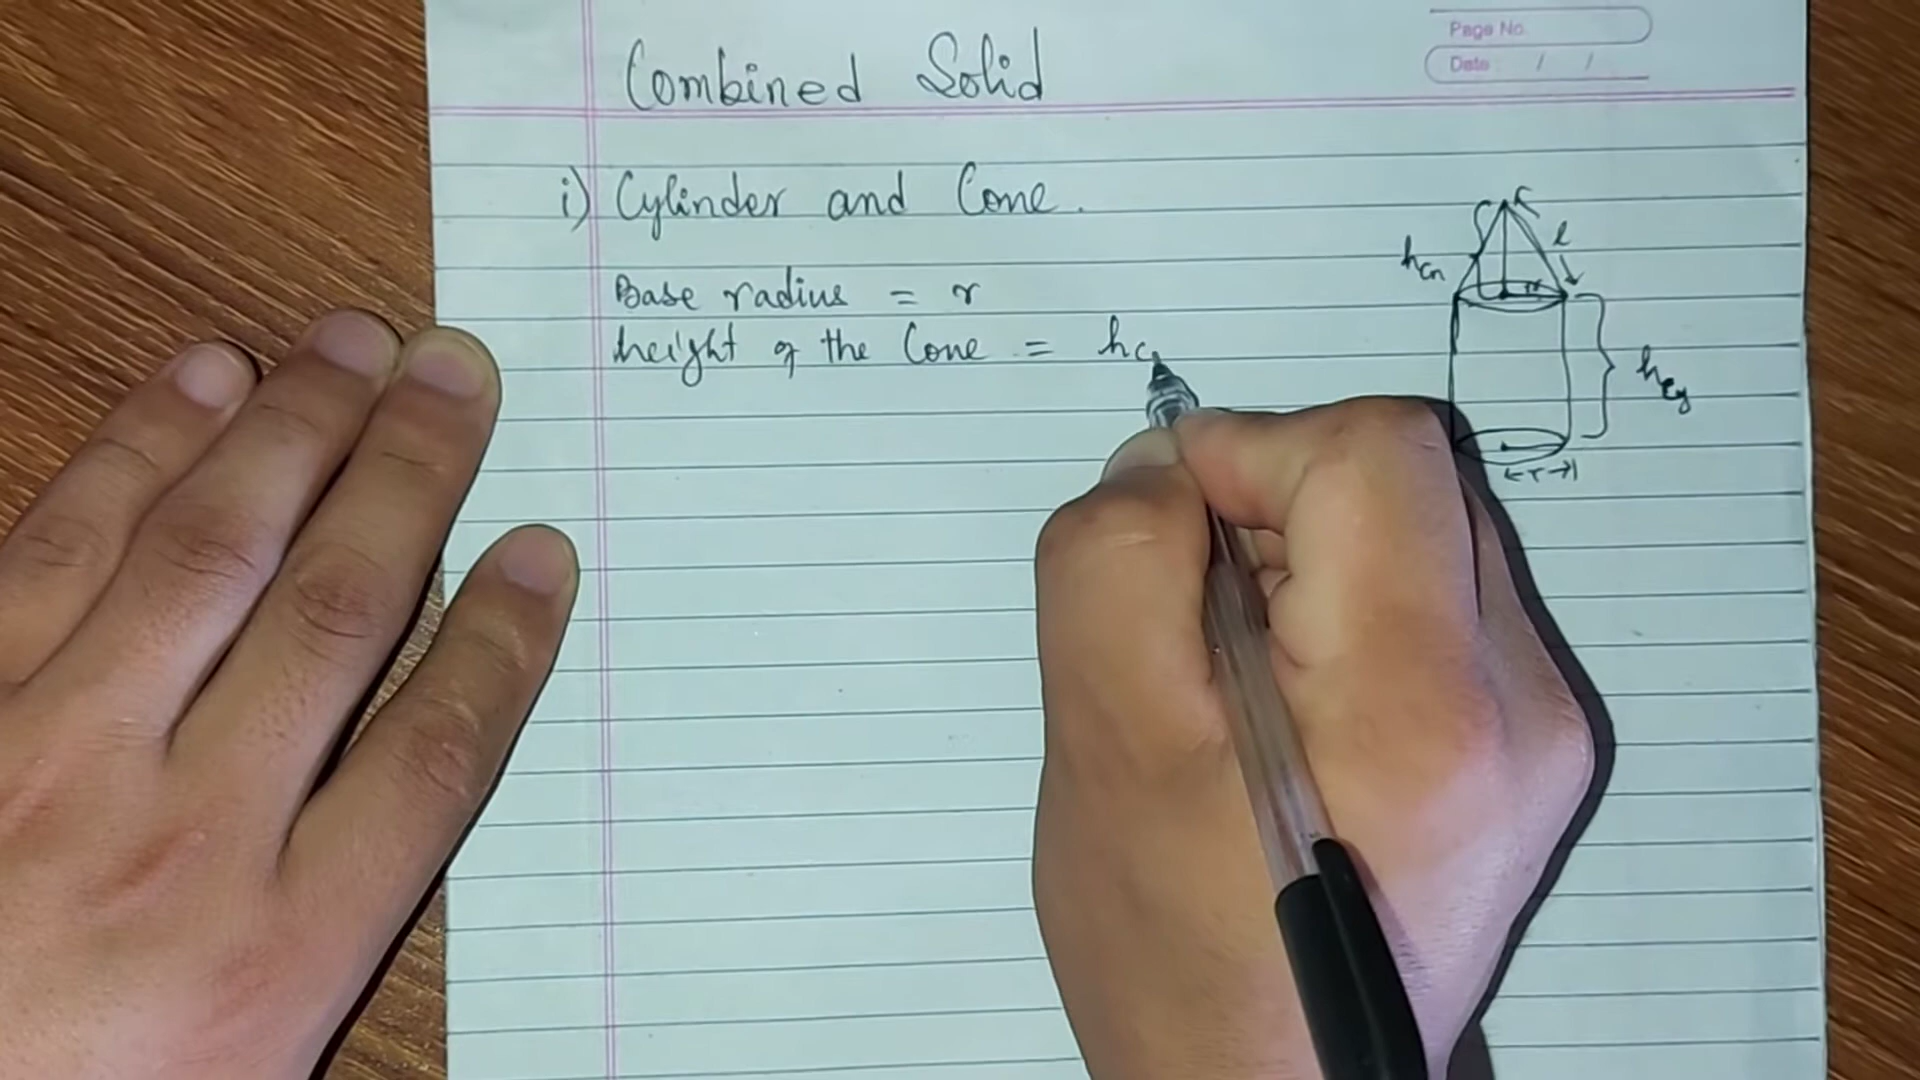 Page No.
Date / /
Combined Solid
i) Cylinder and Cone.
Base radius = r
height of the Cone = hc
hcn
l
r
hcy
r